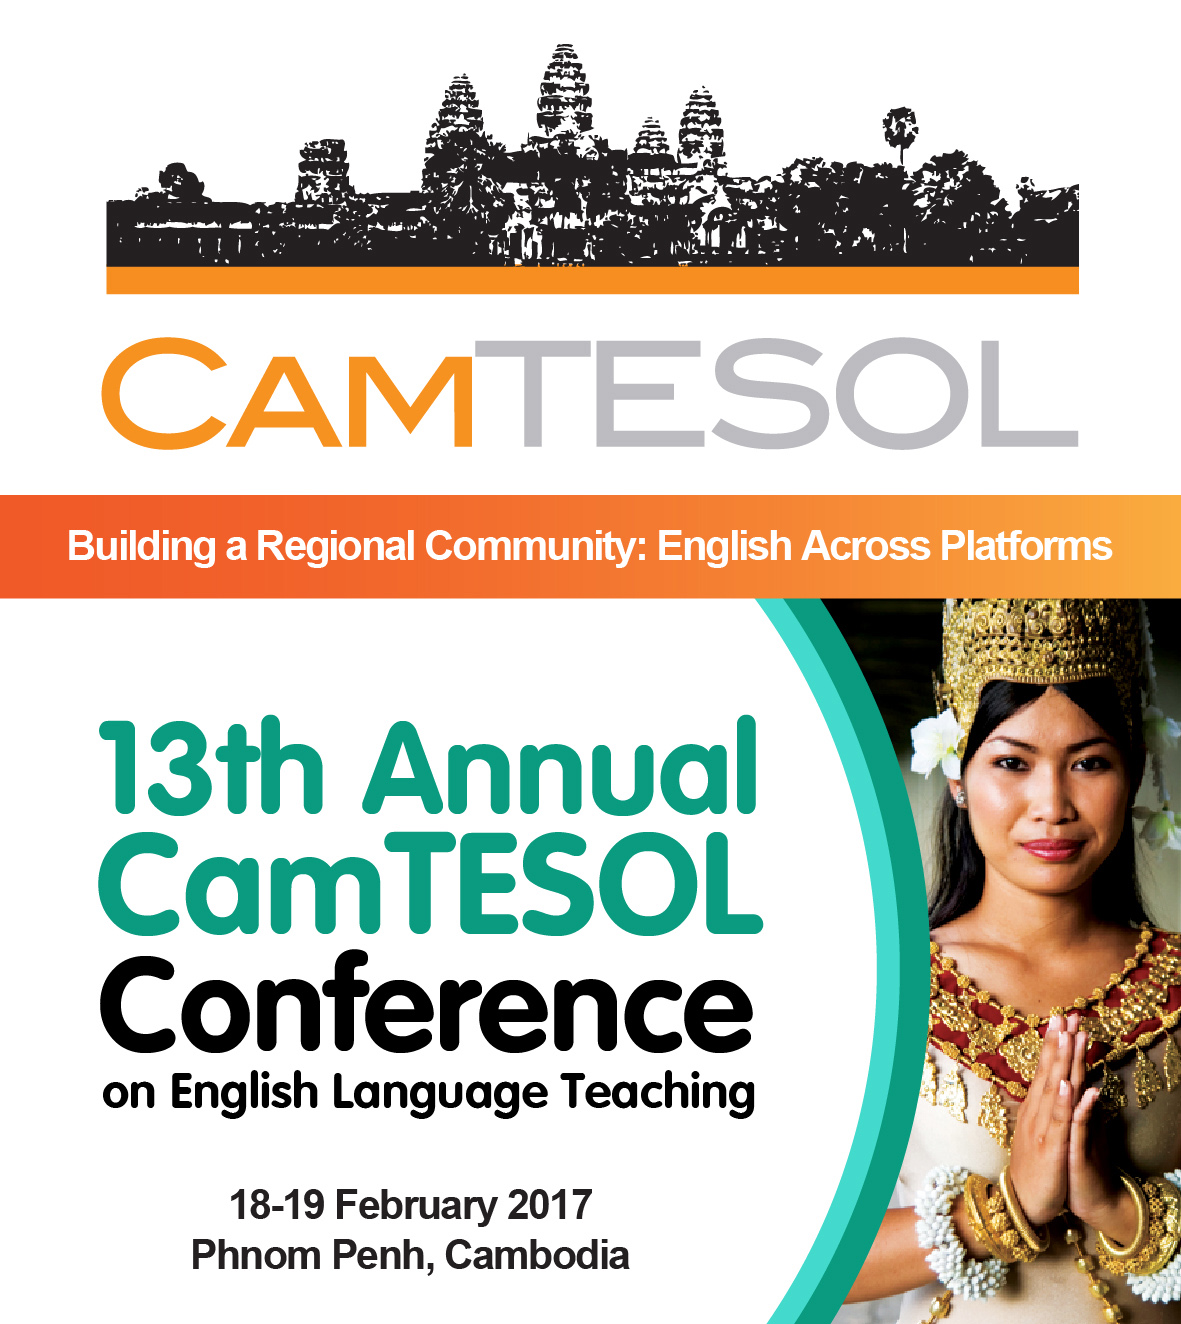 CAMTESOL
Building a Regional Community: English Across Platforms
13th Annual
CamTESOL
Conference
on English Language Teaching
18-19 February 2017
Phnom Penh, Cambodia